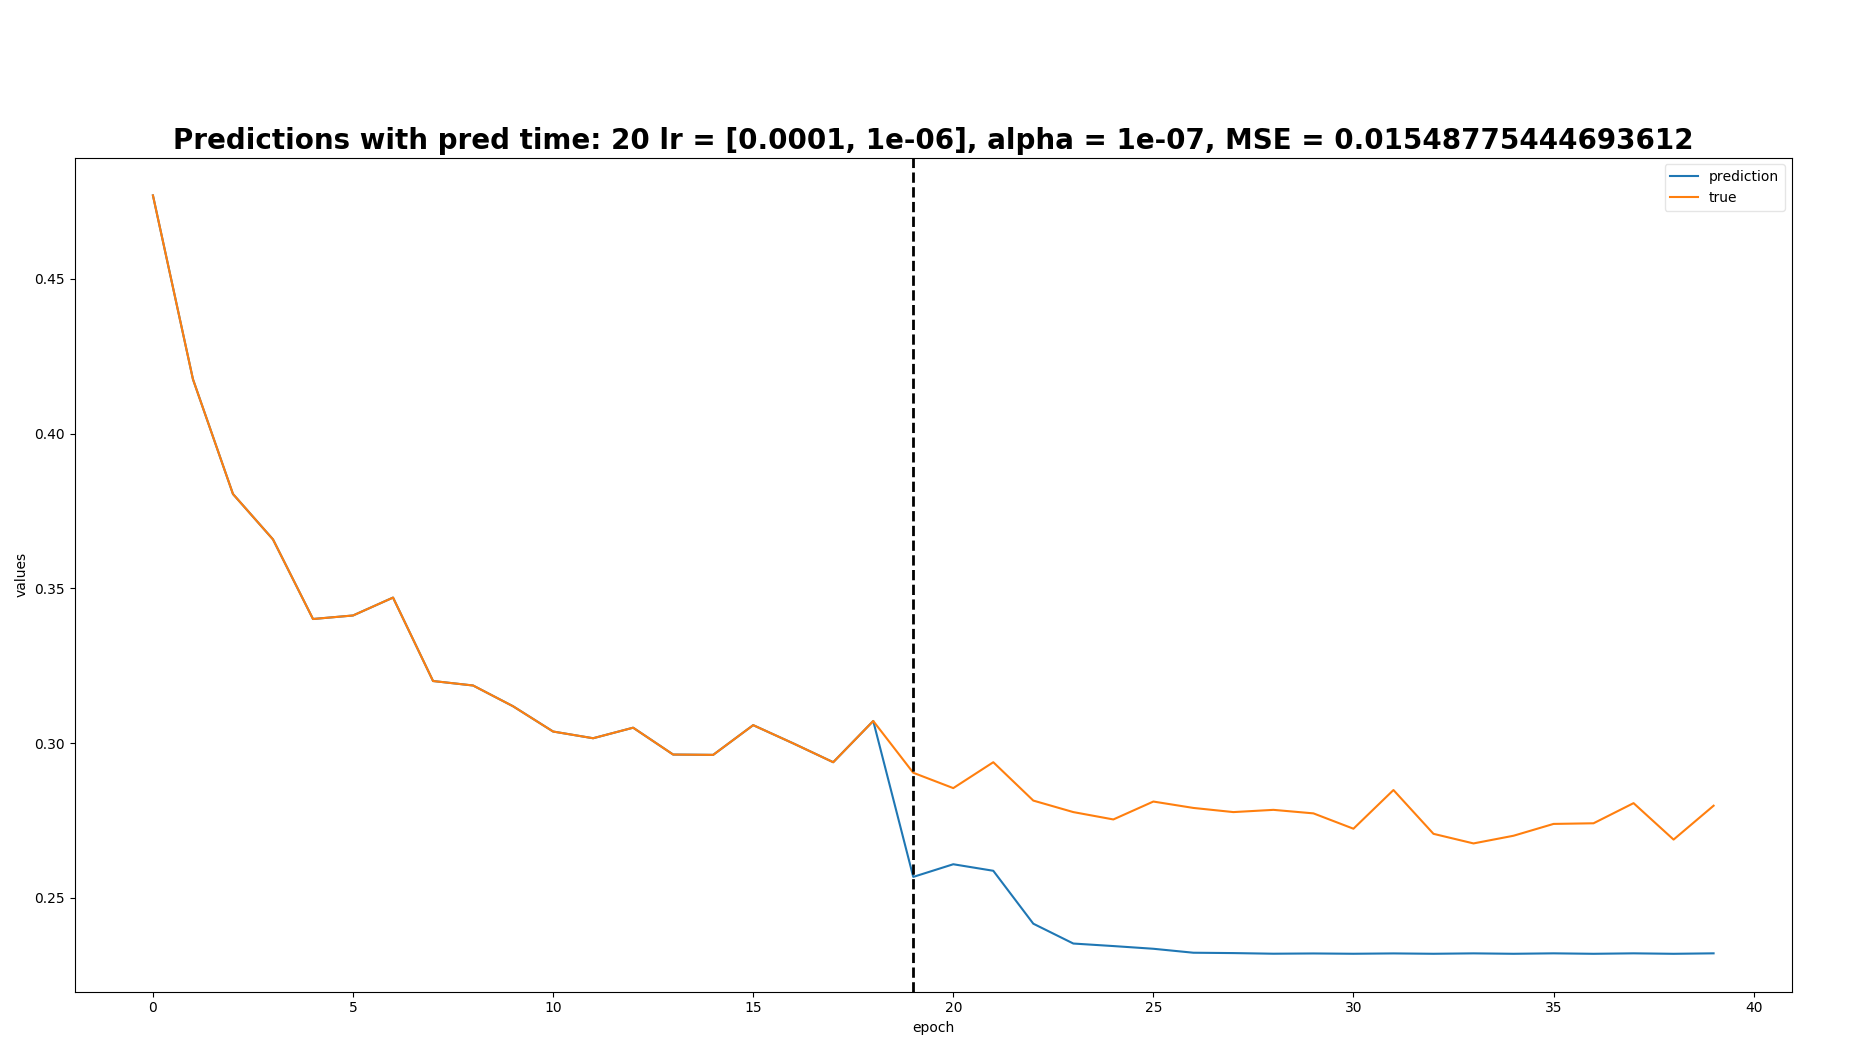 Predictions with pred time: 20 lr = [0.0001, 1e-06], alpha = 1e-07, MSE = 0.01548775444693612
prediction
true
0.45
0.40
0.35
0.30
0.25
values
0 5 10 15 20 25 30 35 40
epoch